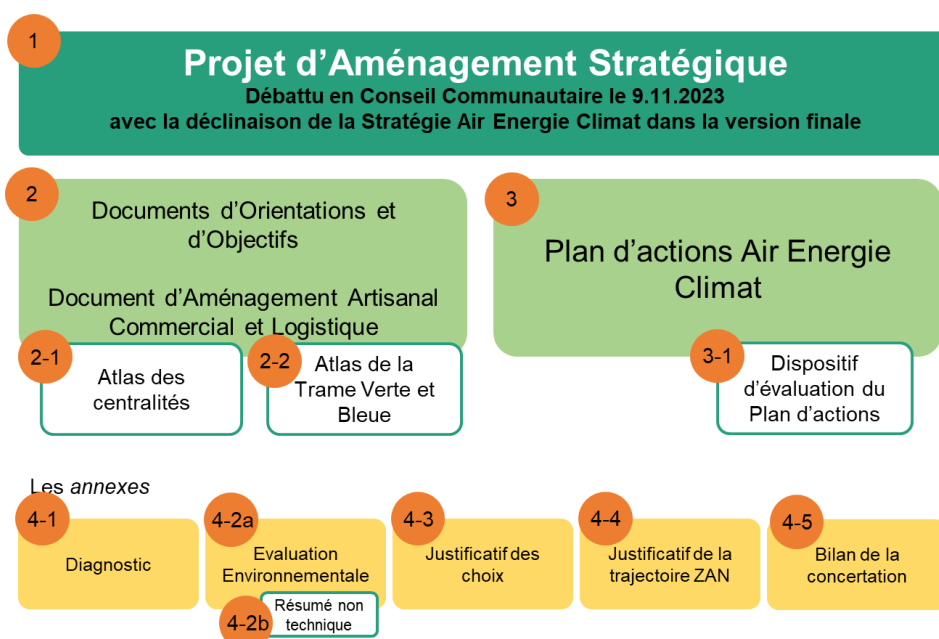 1
Projet d’Aménagement Stratégique
Débattu en Conseil Communautaire le 9.11.2023
avec la déclinaison de la Stratégie Air Energie Climat dans la version finale
2
Documents d’Orientations et
d’Objectifs
Document d’Aménagement Artisanal
Commercial et Logistique
2-1
Atlas des
centralités
2-2
Atlas de la
Trame Verte et
Bleue
3
Plan d’actions Air Energie
Climat
3-1
Dispositif
d’évaluation du
Plan d’actions
Les annexes
4-1
Diagnostic
4-2a
Evaluation
Environnementale
4-2b
Résumé non
technique
4-3
Justificatif des
choix
4-4
Justificatif de la
trajectoire ZAN
4-5
Bilan de la
concertation